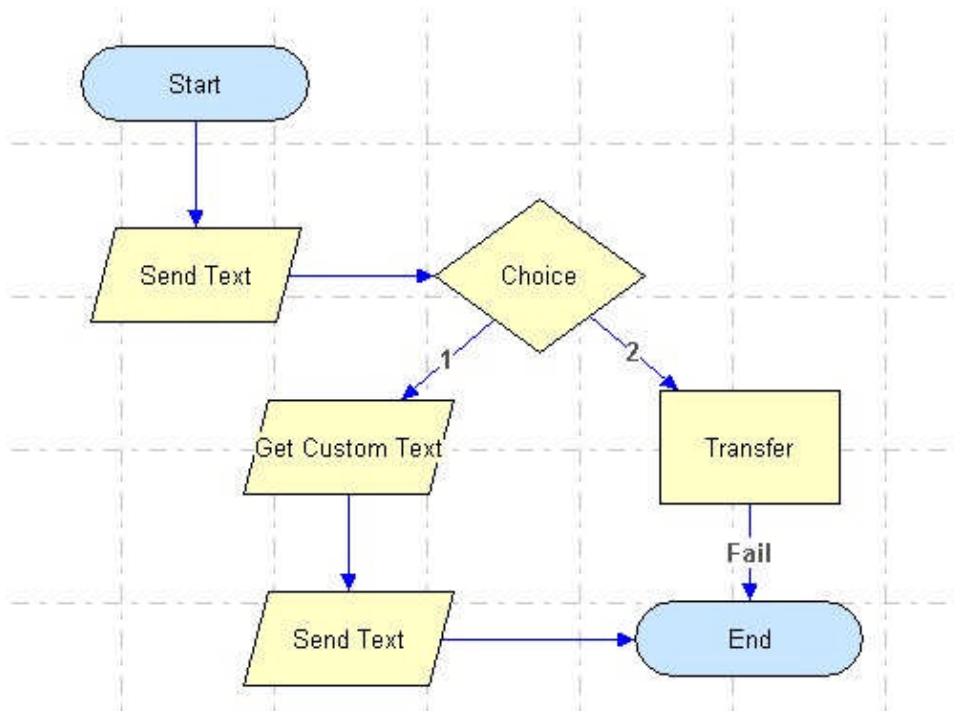 Start
Send Text
Choice
1
2
Get Custom Text
Transfer
Fail
Send Text
End